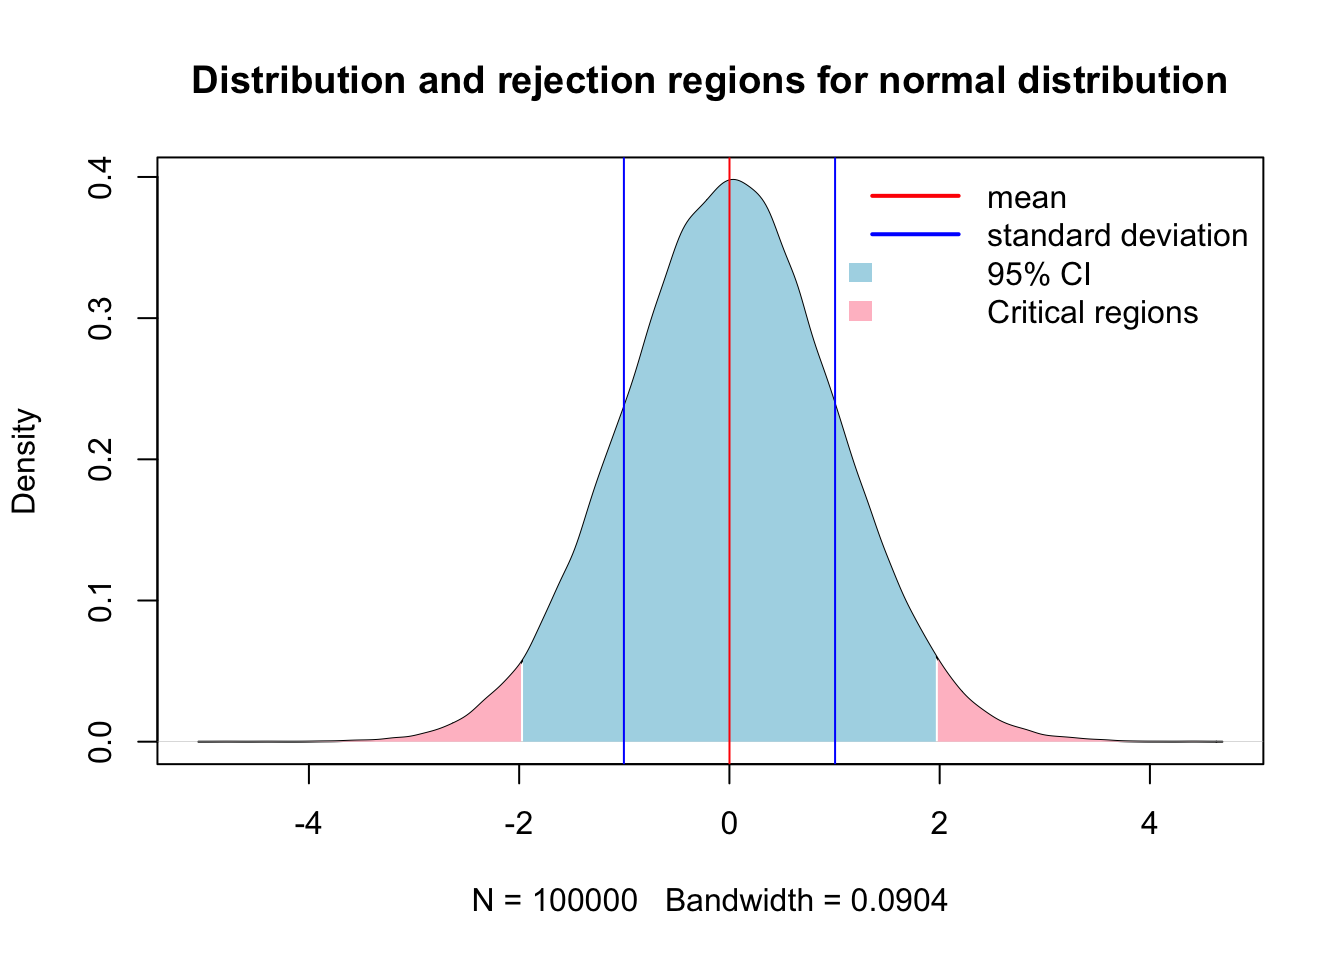 Distribution and rejection regions for normal distribution
mean
standard deviation
95% CI
Critical regions
Density
0.4
0.3
0.2
0.1
0.0
-4 -2 0 2 4
N = 100000 Bandwidth = 0.0904